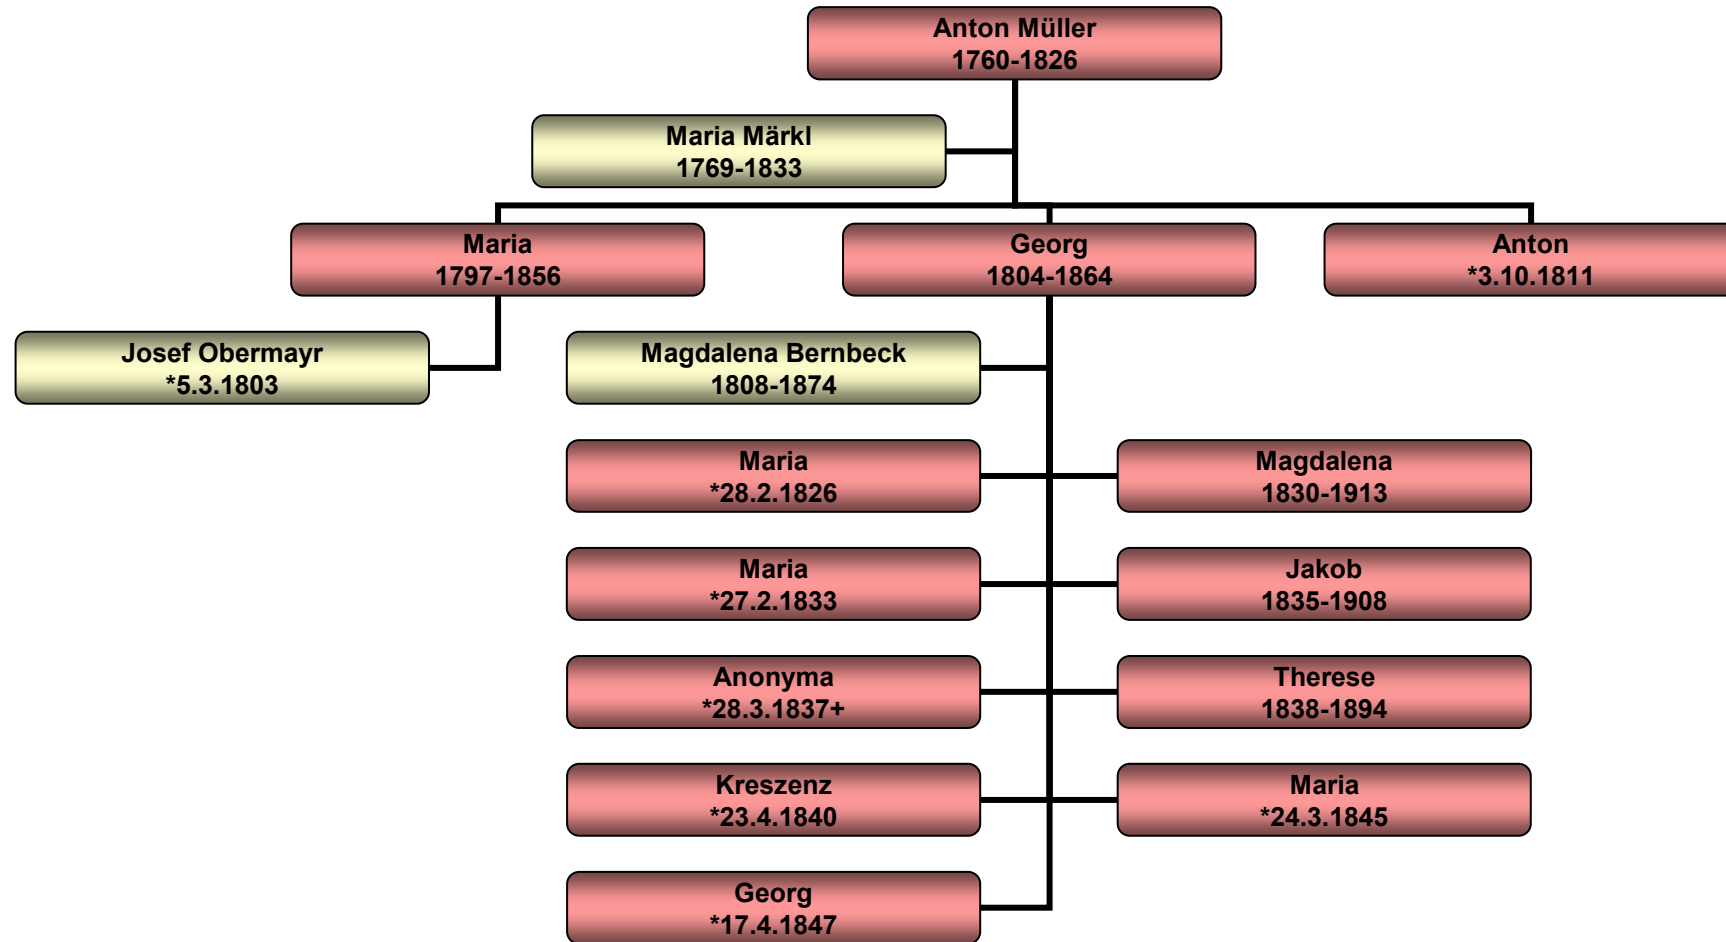 Anton Müller
1760-1826
Maria Märkl
1769-1833
Maria
1797-1856
Georg
1804-1864
Anton
*3.10.1811
Josef Obermayr
*5.3.1803
Magdalena Bernbeck
1808-1874
Maria
*28.2.1826
Magdalena
1830-1913
Maria
*27.2.1833
Jakob
1835-1908
Anonyma
*28.3.1837+
Therese
1838-1894
Kreszenz
*23.4.1840
Maria
*24.3.1845
Georg
*17.4.1847